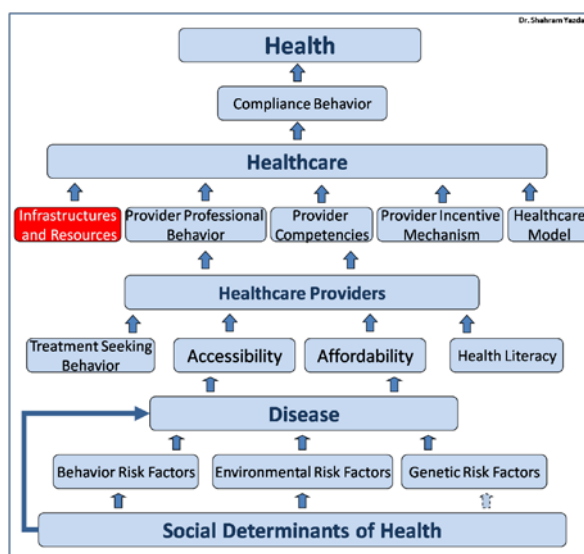 Dr. Shahram Yazda
Health
Compliance Behavior
Healthcare
Infrastructures
and Resources
Provider Professional
Behavior
Provider
Competencies
Provider Incentive
Mechanism
Healthcare
Model
Healthcare Providers
Treatment Seeking
Behavior
Accessibility
Affordability
Health Literacy
Disease
Behavior Risk Factors
Environmental Risk Factors
Genetic Risk Factors
Social Determinants of Health